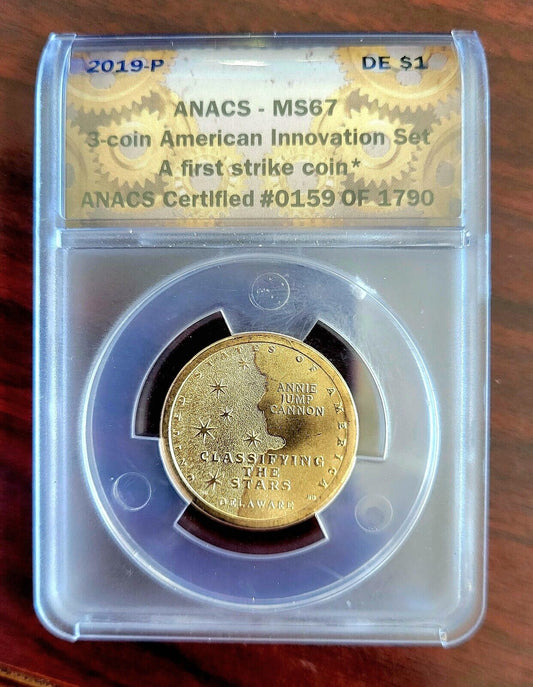 2019-P DE $1
ANACS - MS67
3-coin American Innovation Set
A first strike coin*
ANACS Certified #0159 OF 1790
UNITED STATES OF AMERICA
ANNIE
JUMP
CANNON
CLASSIFYING
THE
STARS
DELAWARE